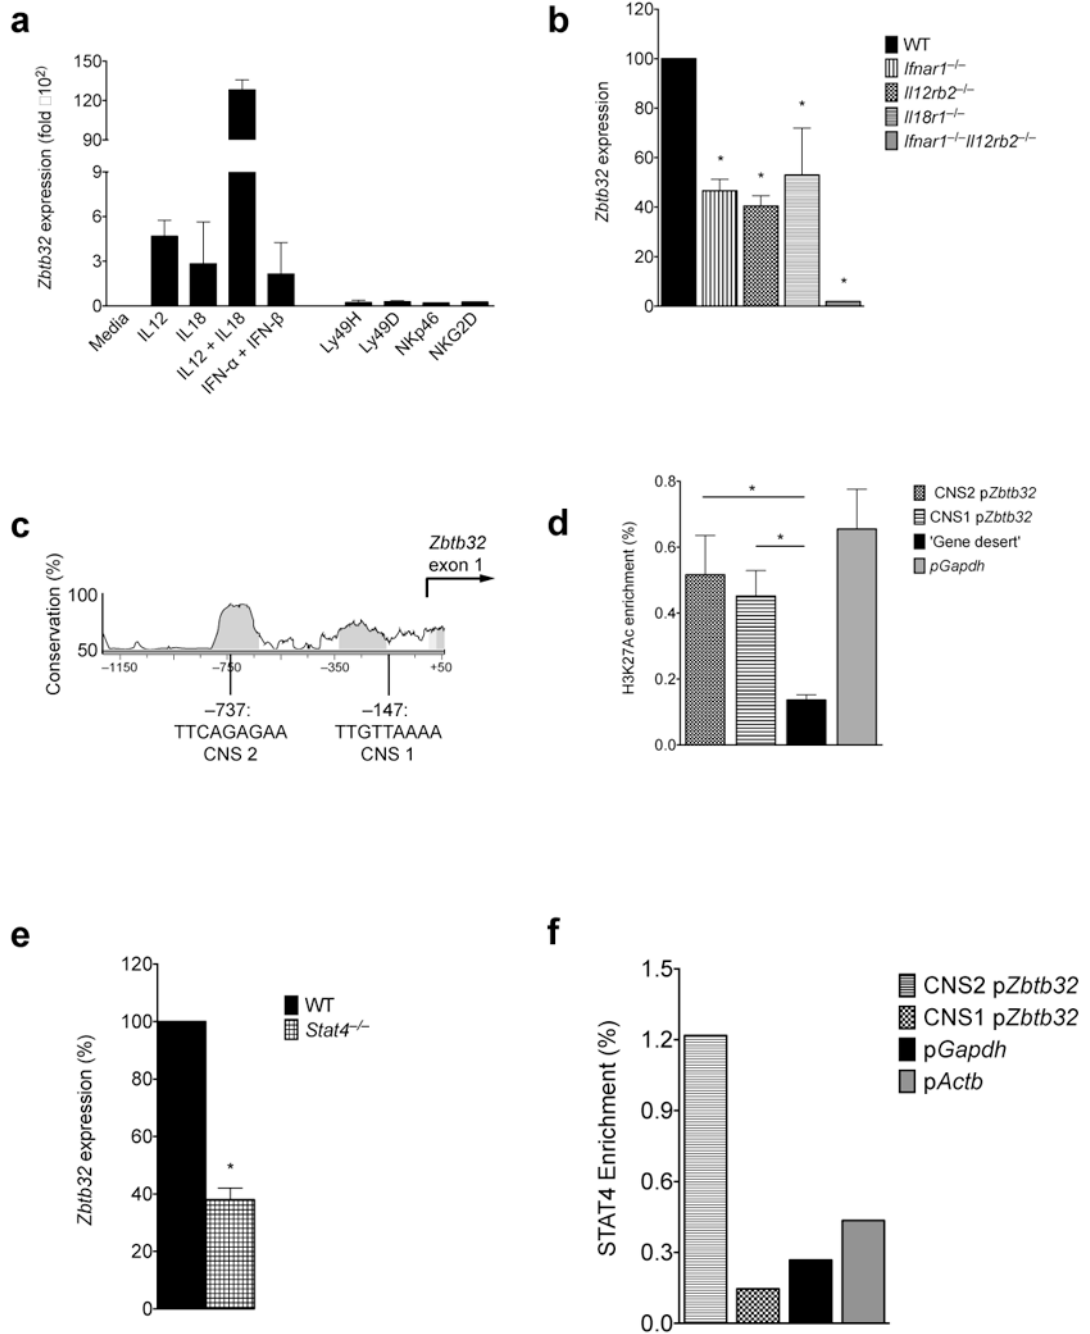 a
Zbtb32 expression (fold □10²)
150
120
90
9
6
3
0
Media
IL12
IL18
IL12 + IL18
IFN-α + IFN-β
Ly49H
Ly49D
NKp46
NKG2D
b
Zbtb32 expression
120
100
80
60
40
20
0
*
*
*
*
WT
Ifnar1–/–
Il12rb2–/–
Il18r1–/–
Ifnar1–/–Il12rb2–/–
c
Conservation (%)
100
50
Zbtb32
exon 1
–1150
–750
–350
+50
–737:
TTCAGAGAA
CNS 2
–147:
TTGTTAAAA
CNS 1
d
H3K27Ac enrichment (%)
0.8
0.6
0.4
0.2
0.0
*
*
CNS2 pZbtb32
CNS1 pZbtb32
'Gene desert'
pGapdh
e
Zbtb32 expression (%)
120
100
80
60
40
20
0
*
WT
Stat4–/–
f
STAT4 Enrichment (%)
1.5
1.2
0.9
0.6
0.3
0.0
CNS2 pZbtb32
CNS1 pZbtb32
pGapdh
pActb